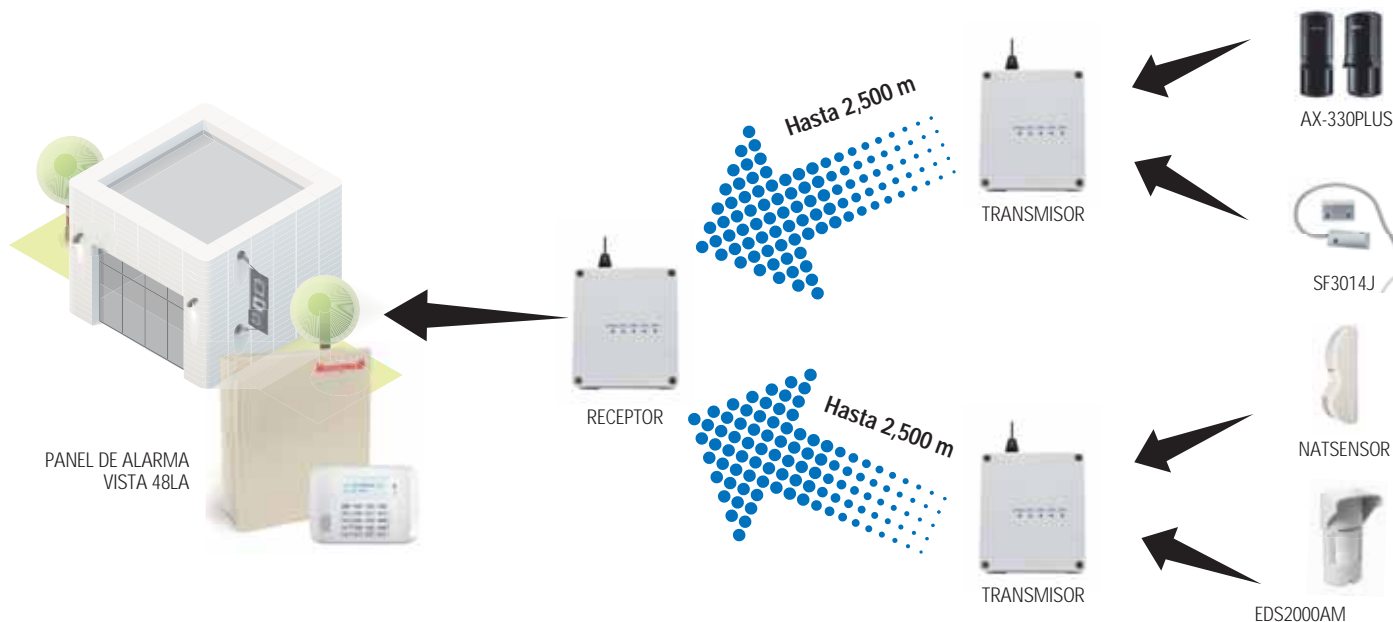 Hasta 2,500 m
TRANSMISOR
AX-330PLUS
SF3014J
RECEPTOR
PANEL DE ALARMA
VISTA 48LA
Hasta 2,500 m
TRANSMISOR
NATSENSOR
EDS2000AM